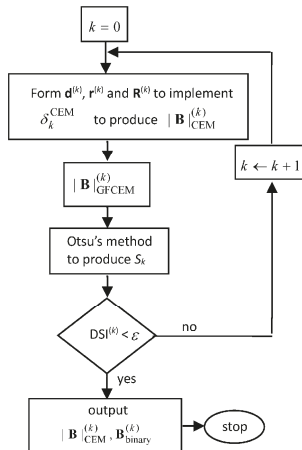 k = 0
Form d^(k), r^(k) and R^(k) to implement
δ_k^CEM to produce | B |_CEM^(k)
| B |_GFCEM^(k)
k ← k + 1
Otsu's method
to produce S_k
DSI^(k) < ε
no
yes
output
| B |_CEM^(k) , B_binary^(k)
stop